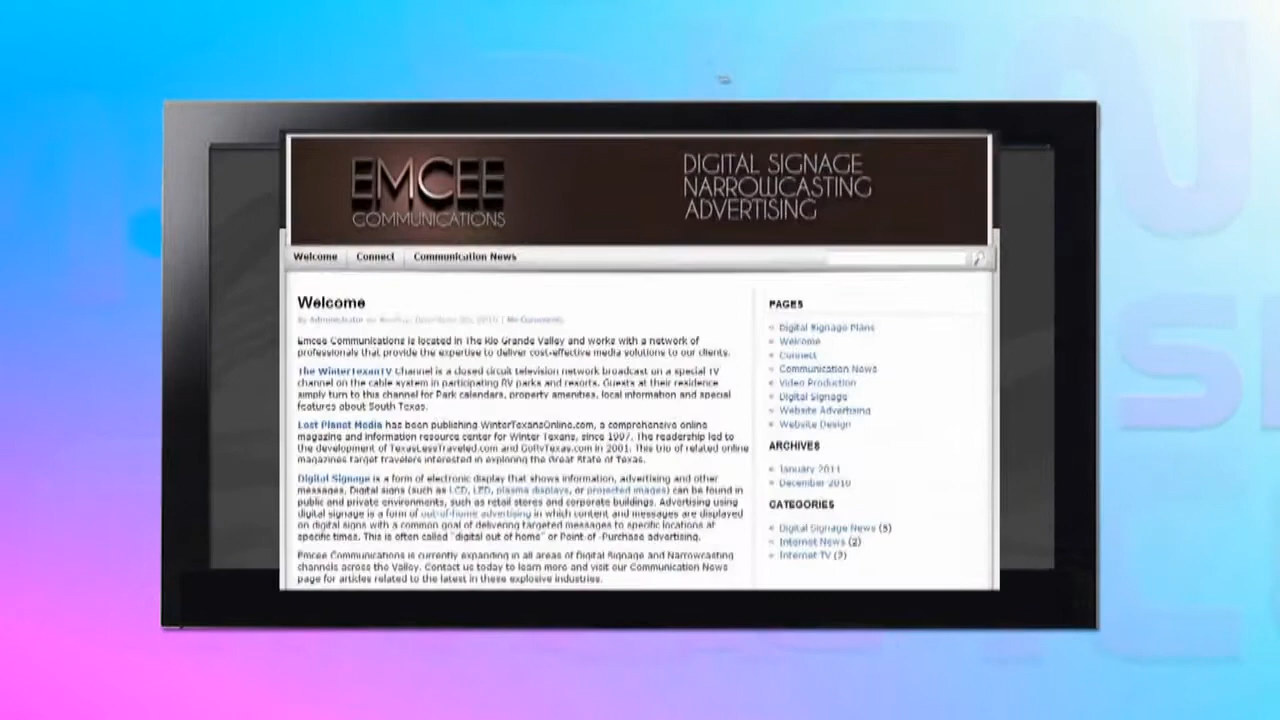 EMCEE
COMMUNICATIONS
DIGITAL SIGNAGE
NARROWCASTING
ADVERTISING
Welcome Connect Communication News
Welcome
by Administrator on | No Comments
Emcee Communications is located in The Rio Grande Valley and works with a network of
professionals that provide the expertise to deliver cost-effective media solutions to our clients.
The WinterTexanTV Channel is a closed circuit television network broadcast on a special TV
channel on the cable system in participating RV parks and resorts. Guests at their residence
simply turn to this channel for Park calendars, property amenities, local information and special
features about South Texas.
Lost Planet Media has been publishing WinterTexansOnline.com, a comprehensive online
magazine and information resource center for Winter Texans, since 1997. The readership led to
the development of TexasLessTraveled.com and GoRvTexas.com in 2001. This trio of related online
magazines target travelers interested in exploring the Great State of Texas.
Digital Signage is a form of electronic display that shows information, advertising and other
messages. Digital signs (such as LCD, LED, plasma displays, or projected images) can be found in
public and private environments, such as retail stores and corporate buildings. Advertising using
digital signage is a form of out-of-home advertising in which content and messages are displayed
on digital signs with a common goal of delivering targeted messages to specific locations at
specific times. This is often called "digital out of home" or Point-of-Purchase advertising.
Emcee Communications is currently expanding in all areas of Digital Signage and Narrowcasting
channels across the Valley. Contact us today to learn more and visit our Communication News
page for articles related to the latest in these explosive industries.
PAGES
Digital Signage Plans
Welcome
Connect
Communication News
Video Production
Digital Signage
Website Advertising
Website Design
ARCHIVES
January 2011
December 2010
CATEGORIES
Digital Signage News (5)
Internet News (2)
Internet TV (2)